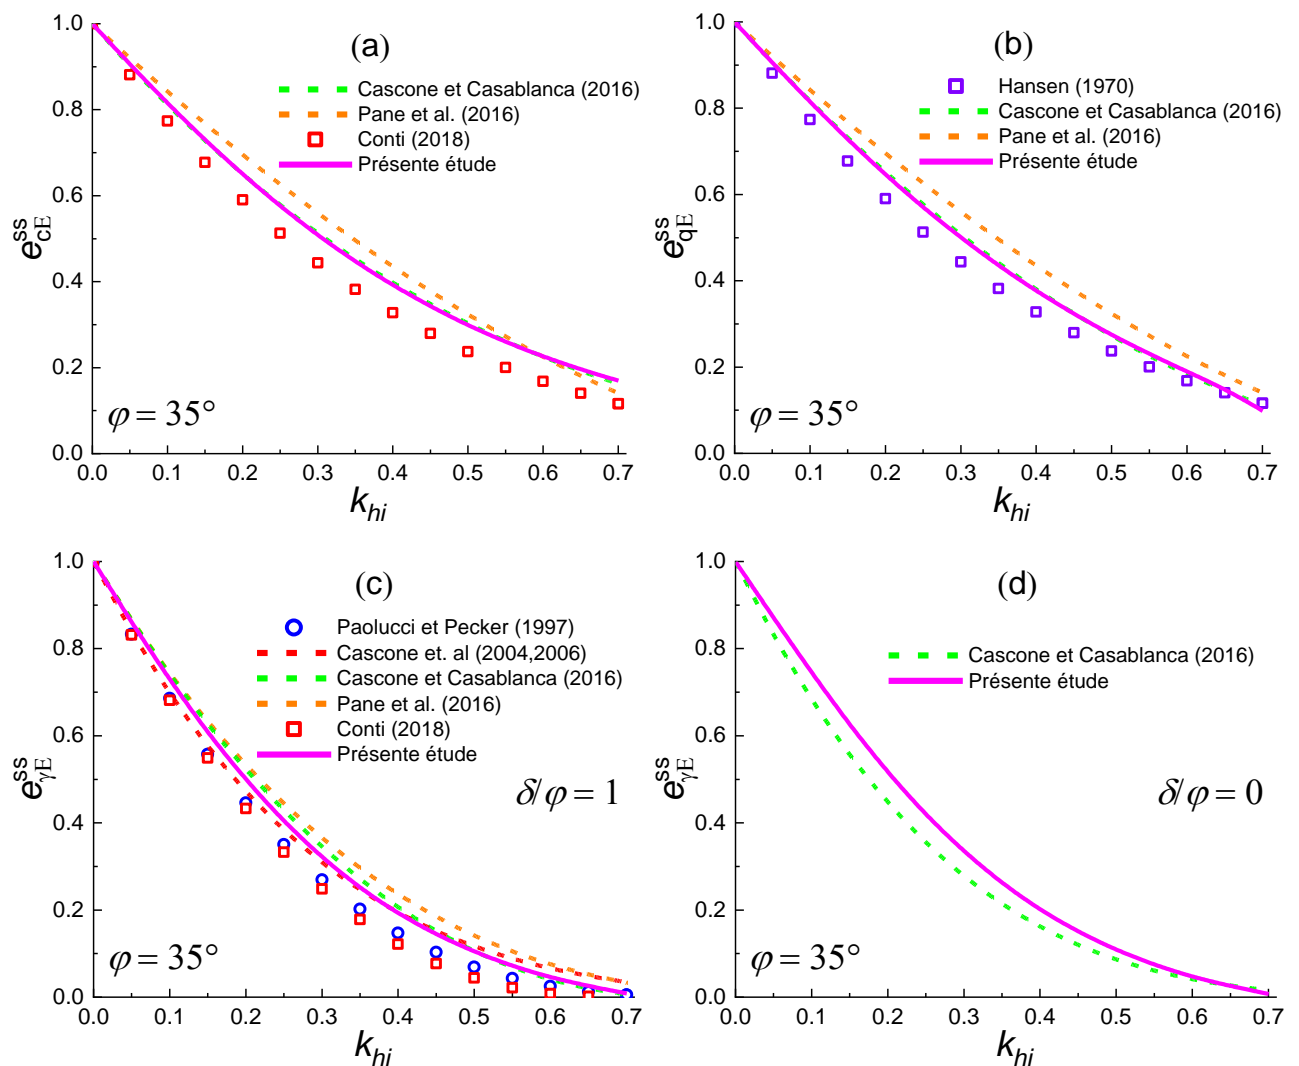 (a)
Cascone et Casablanca (2016)
Pane et al. (2016)
Conti (2018)
Présente étude
1.0
0.8
0.6
0.4
0.2
0.0
e_cE^ss
φ = 35°
0.0 0.1 0.2 0.3 0.4 0.5 0.6 0.7
k_hi
(b)
Hansen (1970)
Cascone et Casablanca (2016)
Pane et al. (2016)
Présente étude
1.0
0.8
0.6
0.4
0.2
0.0
e_qE^ss
φ = 35°
0.0 0.1 0.2 0.3 0.4 0.5 0.6 0.7
k_hi
(c)
Paolucci et Pecker (1997)
Cascone et. al (2004,2006)
Cascone et Casablanca (2016)
Pane et al. (2016)
Conti (2018)
Présente étude
δ/φ = 1
1.0
0.8
0.6
0.4
0.2
0.0
e_γE^ss
φ = 35°
0.0 0.1 0.2 0.3 0.4 0.5 0.6 0.7
k_hi
(d)
Cascone et Casablanca (2016)
Présente étude
δ/φ = 0
1.0
0.8
0.6
0.4
0.2
0.0
e_γE^ss
φ = 35°
0.0 0.1 0.2 0.3 0.4 0.5 0.6 0.7
k_hi